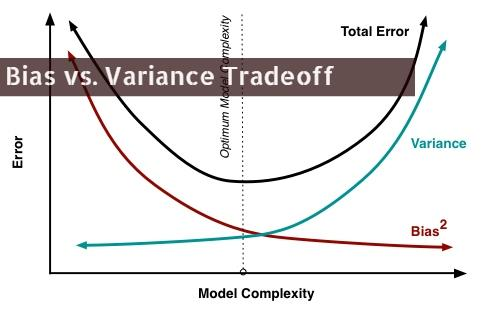 Total Error
Bias vs. Variance Tradeoff
Optimum Model Complexity
Error
Variance
Bias2
Model Complexity